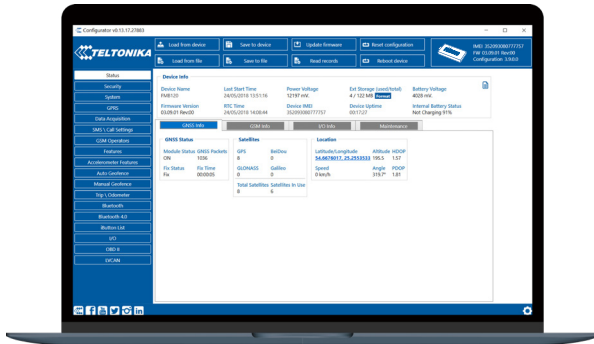 Configurator v0.13.17.27883
TELTONIKA
Load from device
Save to device
Update firmware
Reset configuration
Load from file
Save to file
Read records
Reboot device
IMEI 352093080777757
FW 03.09.01 Rev:00
Configuration 3.9.0.0
Status
Security
System
GPRS
Data Acquisition
SMS \ Call Settings
GSM Operators
Features
Accelerometer Features
Auto Geofence
Manual Geofence
Trip \ Odometer
Bluetooth
Bluetooth 4.0
iButton List
I/O
OBD II
LVCAN
Device Info
Device Name
FMB120
Last Start Time
24/05/2018 13:51:16
Power Voltage
12197 mV.
Ext Storage (used/total)
4 / 122 MB Format
Battery Voltage
4028 mV.
Firmware Version
03.09.01 Rev:00
RTC Time
24/05/2018 14:08:44
Device IMEI
352093080777757
Device Uptime
00:17:27
Internal Battery Status
Not Charging 91%
GNSS Info
GSM Info
I/O Info
Maintenance
GNSS Status
Module Status GNSS Packets
ON 1036
Fix Status Fix Time
Fix 00:00:05
Satellites
GPS BeiDou
8 0
GLONASS Galileo
0 0
Total Satellites Satellites in Use
8 6
Location
Latitude/Longitude Altitude HDOP
54.6676017, 25.2553533 195.5 1.57
Speed Angle PDOP
0 km/h 319.7° 1.81